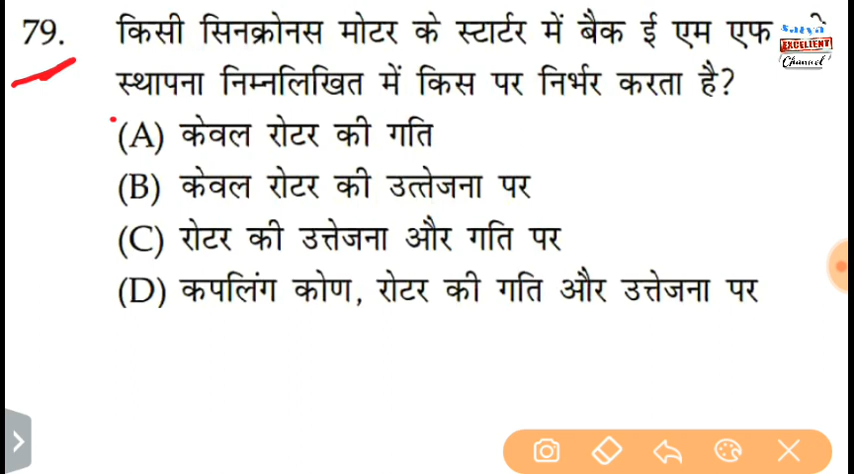 79. किसी सिनक्रोनस मोटर के स्टार्टर में बैक ई एम एफ
स्थापना निम्नलिखित में किस पर निर्भर करता है?
(A) केवल रोटर की गति
(B) केवल रोटर की उत्तेजना पर
(C) रोटर की उत्तेजना और गति पर
(D) कपलिंग कोण, रोटर की गति और उत्तेजना पर
Satya
EXCELLENT
Channel